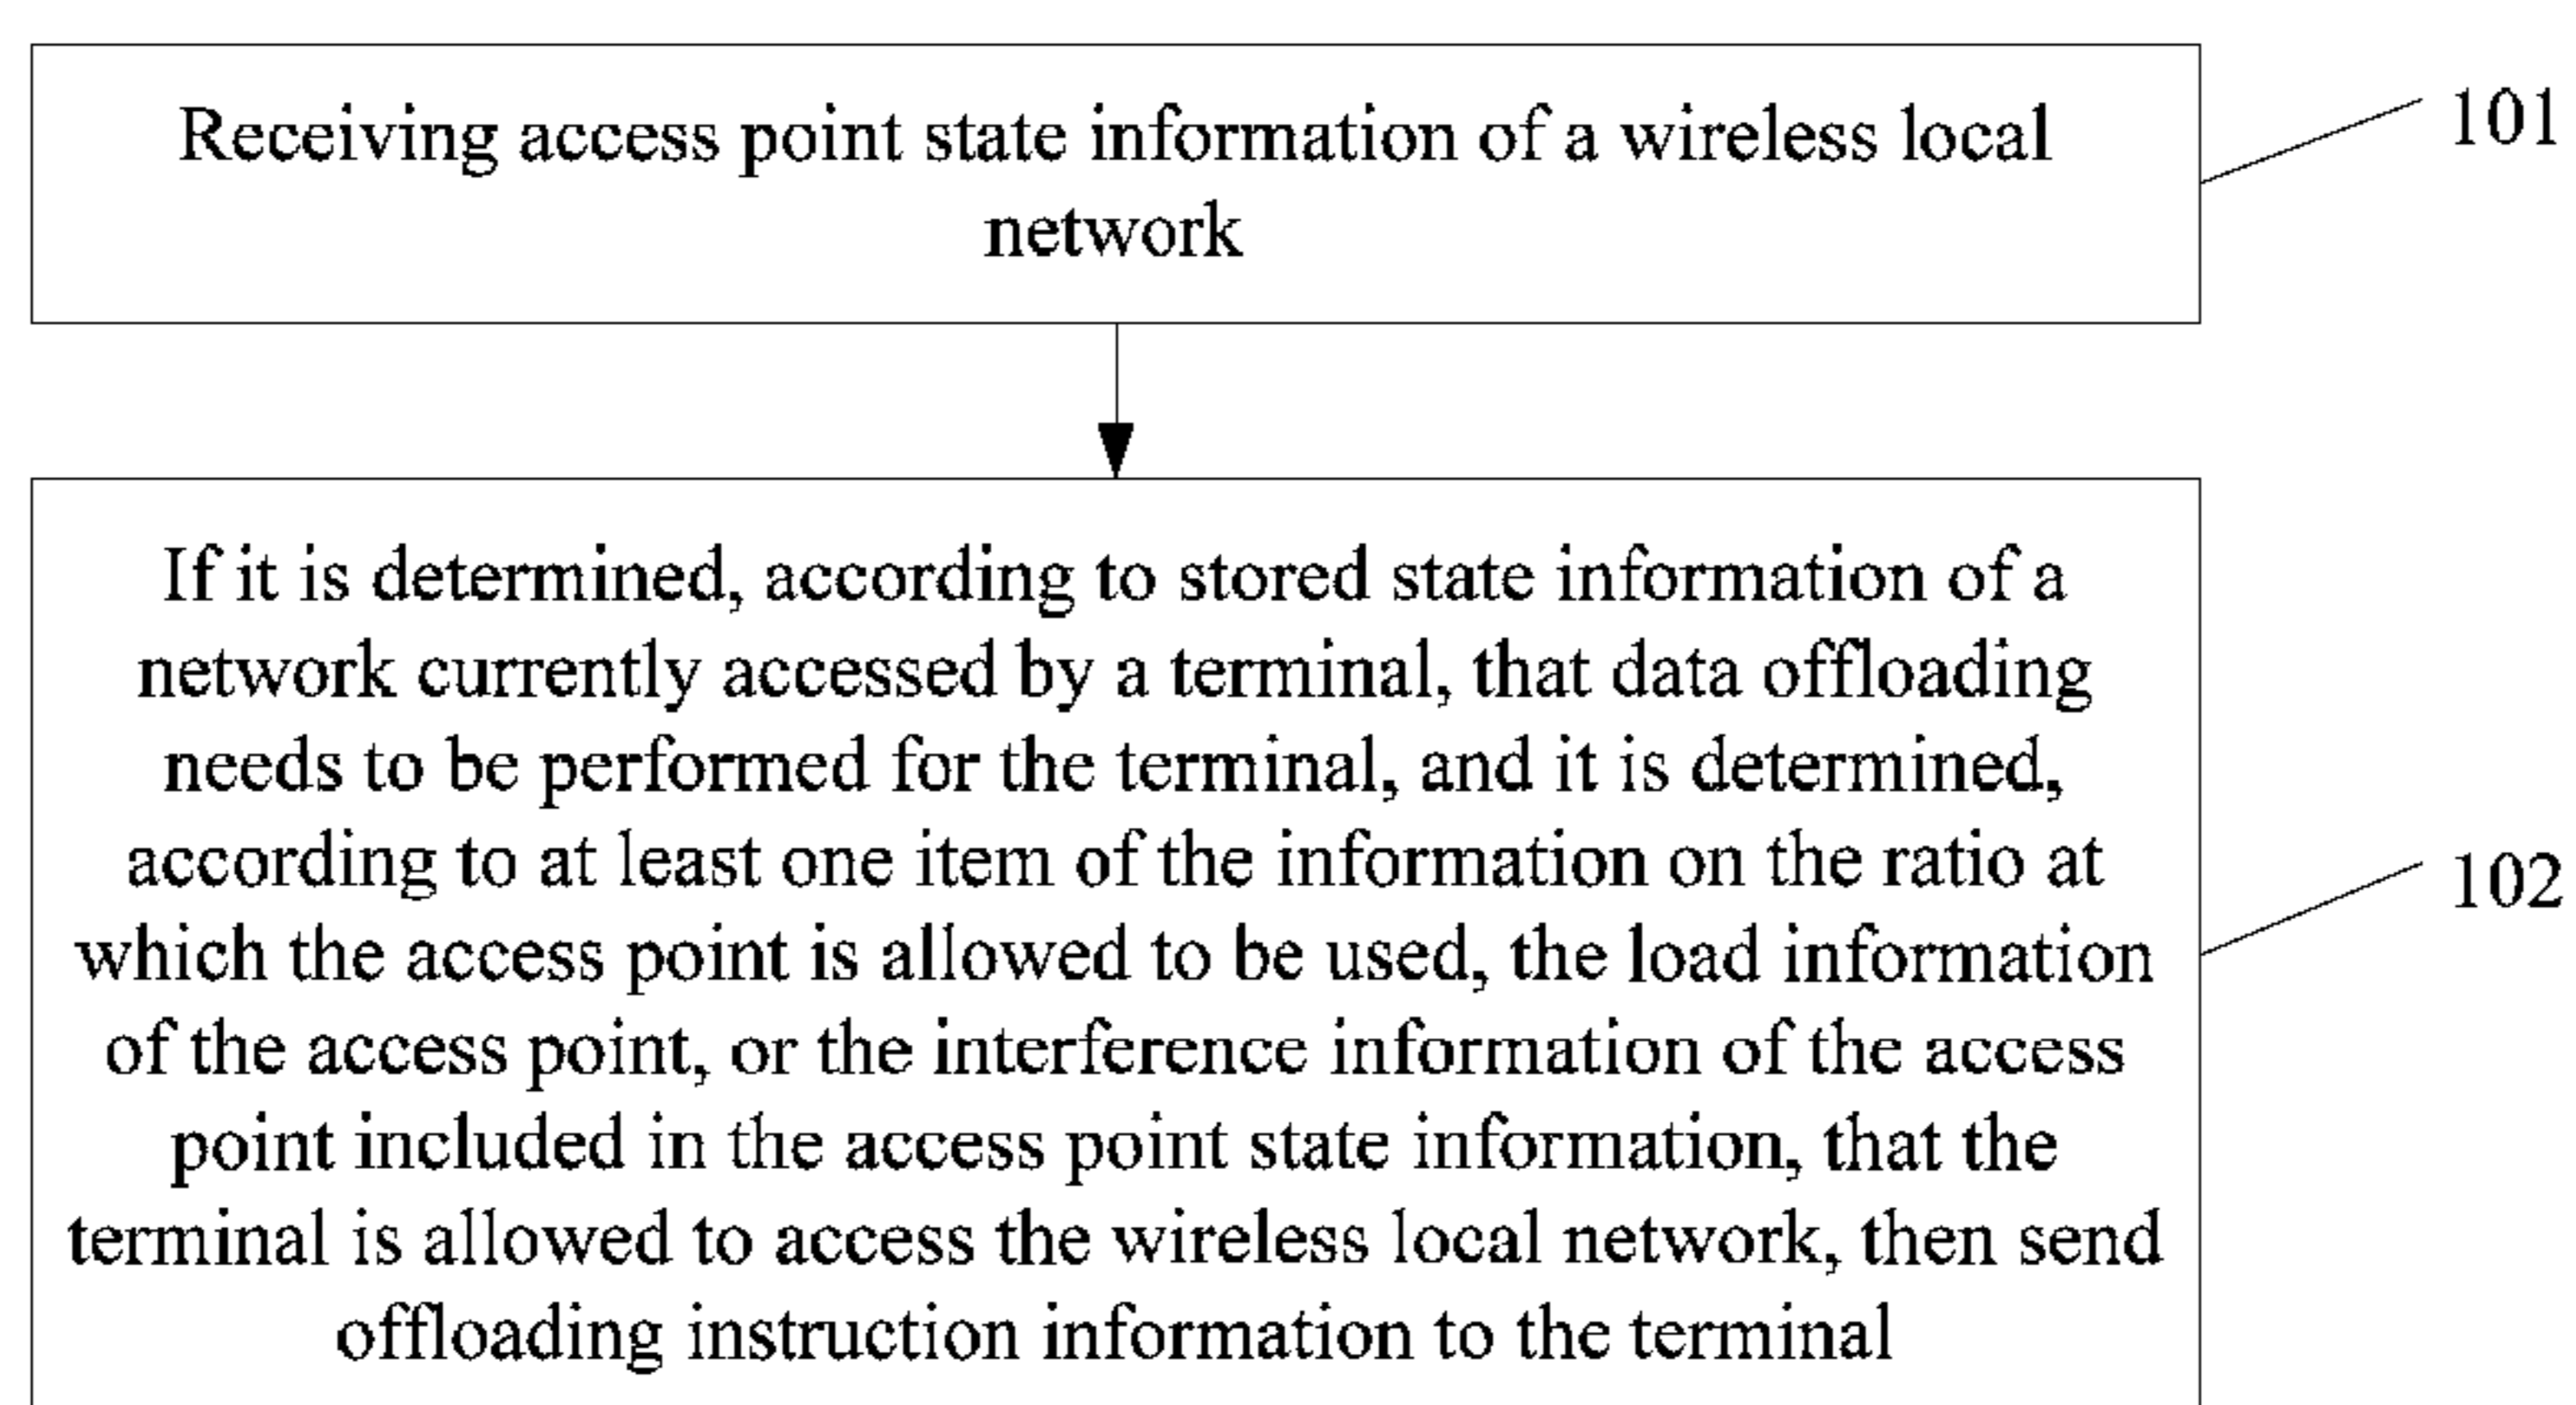 Receiving access point state information of a wireless local
network
101
If it is determined, according to stored state information of a
network currently accessed by a terminal, that data offloading
needs to be performed for the terminal, and it is determined,
according to at least one item of the information on the ratio at
which the access point is allowed to be used, the load information
of the access point, or the interference information of the access
point included in the access point state information, that the
terminal is allowed to access the wireless local network, then send
offloading instruction information to the terminal
102